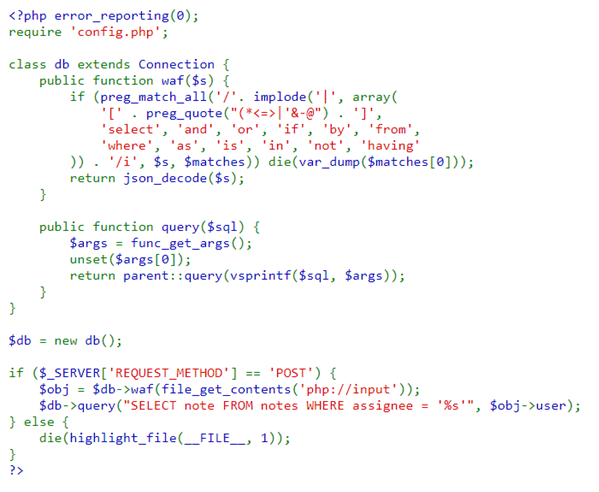 <?php error_reporting(0);
require 'config.php';
class db extends Connection {
public function waf($s) {
if (preg_match_all('/'. implode('|', array(
'[' . preg_quote("(*<=>|'&-@") . ']',
'select', 'and', 'or', 'if', 'by', 'from',
'where', 'as', 'is', 'in', 'not', 'having'
)) . '/i', $s, $matches)) die(var_dump($matches[0]));
return json_decode($s);
}
public function query($sql) {
$args = func_get_args();
unset($args[0]);
return parent::query(vsprintf($sql, $args));
}
}
$db = new db();
if ($_SERVER['REQUEST_METHOD'] == 'POST') {
$obj = $db->waf(file_get_contents('php://input'));
$db->query("SELECT note FROM notes WHERE assignee = '%s'", $obj->user);
} else {
die(highlight_file(__FILE__, 1));
}
?>